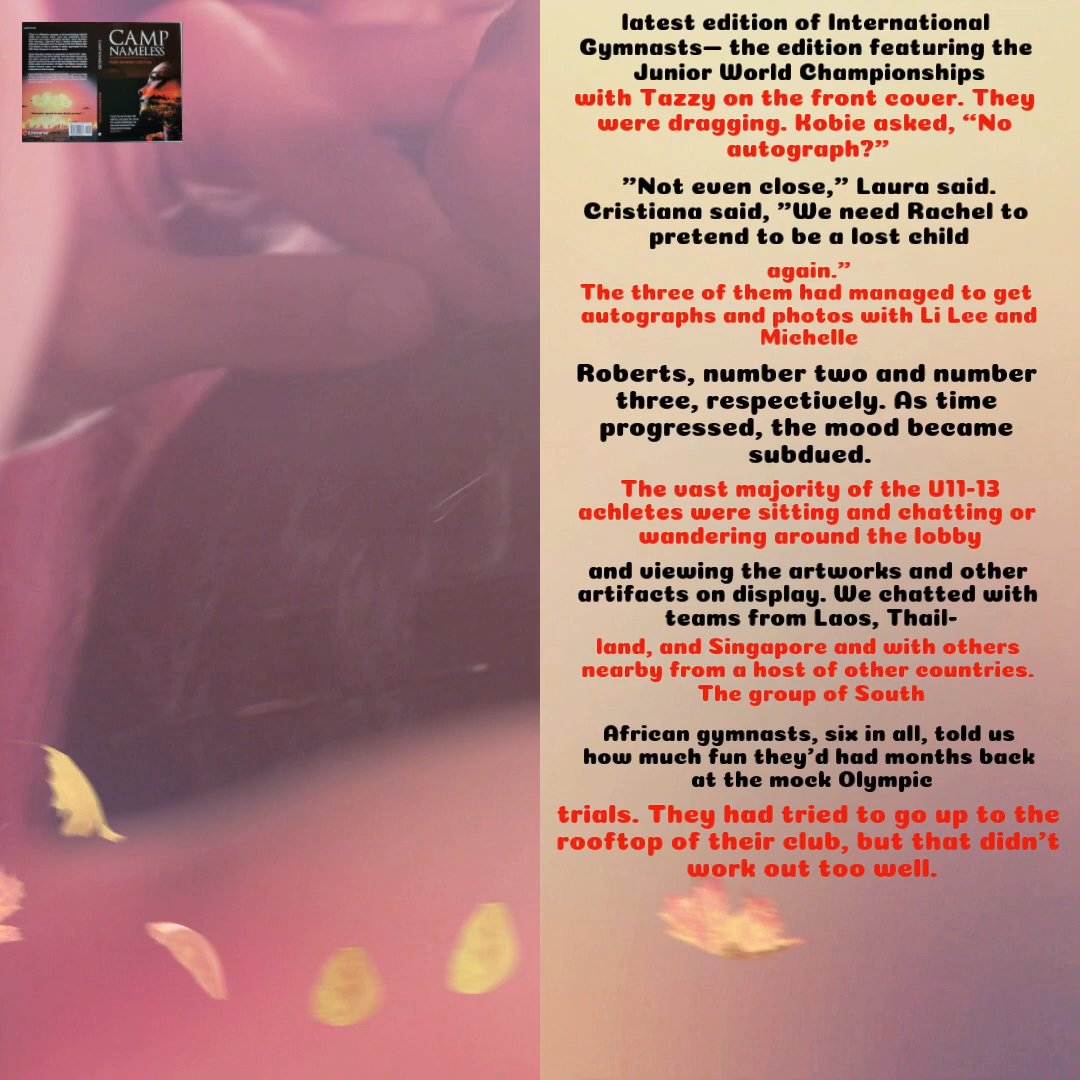 CAMP
NAMELESS
iUniverse
latest edition of International
Gymnasts— the edition featuring the
Junior World Championships
with Tazzy on the front cover. They
were dragging. Kobie asked, “No
autograph?”
”Not even close,” Laura said.
Cristiana said, ”We need Rachel to
pretend to be a lost child
again.”
The three of them had managed to get
autographs and photos with Li Lee and
Michelle
Roberts, number two and number
three, respectively. As time
progressed, the mood became
subdued.
The vast majority of the U11-13
achletes were sitting and chatting or
wandering around the lobby
and viewing the artworks and other
artifacts on display. We chatted with
teams from Laos, Thail-
land, and Singapore and with others
nearby from a host of other countries.
The group of South
African gymnasts, six in all, told us
how much fun they’d had months back
at the mock Olympic
trials. They had tried to go up to the
rooftop of their club, but that didn’t
work out too well.